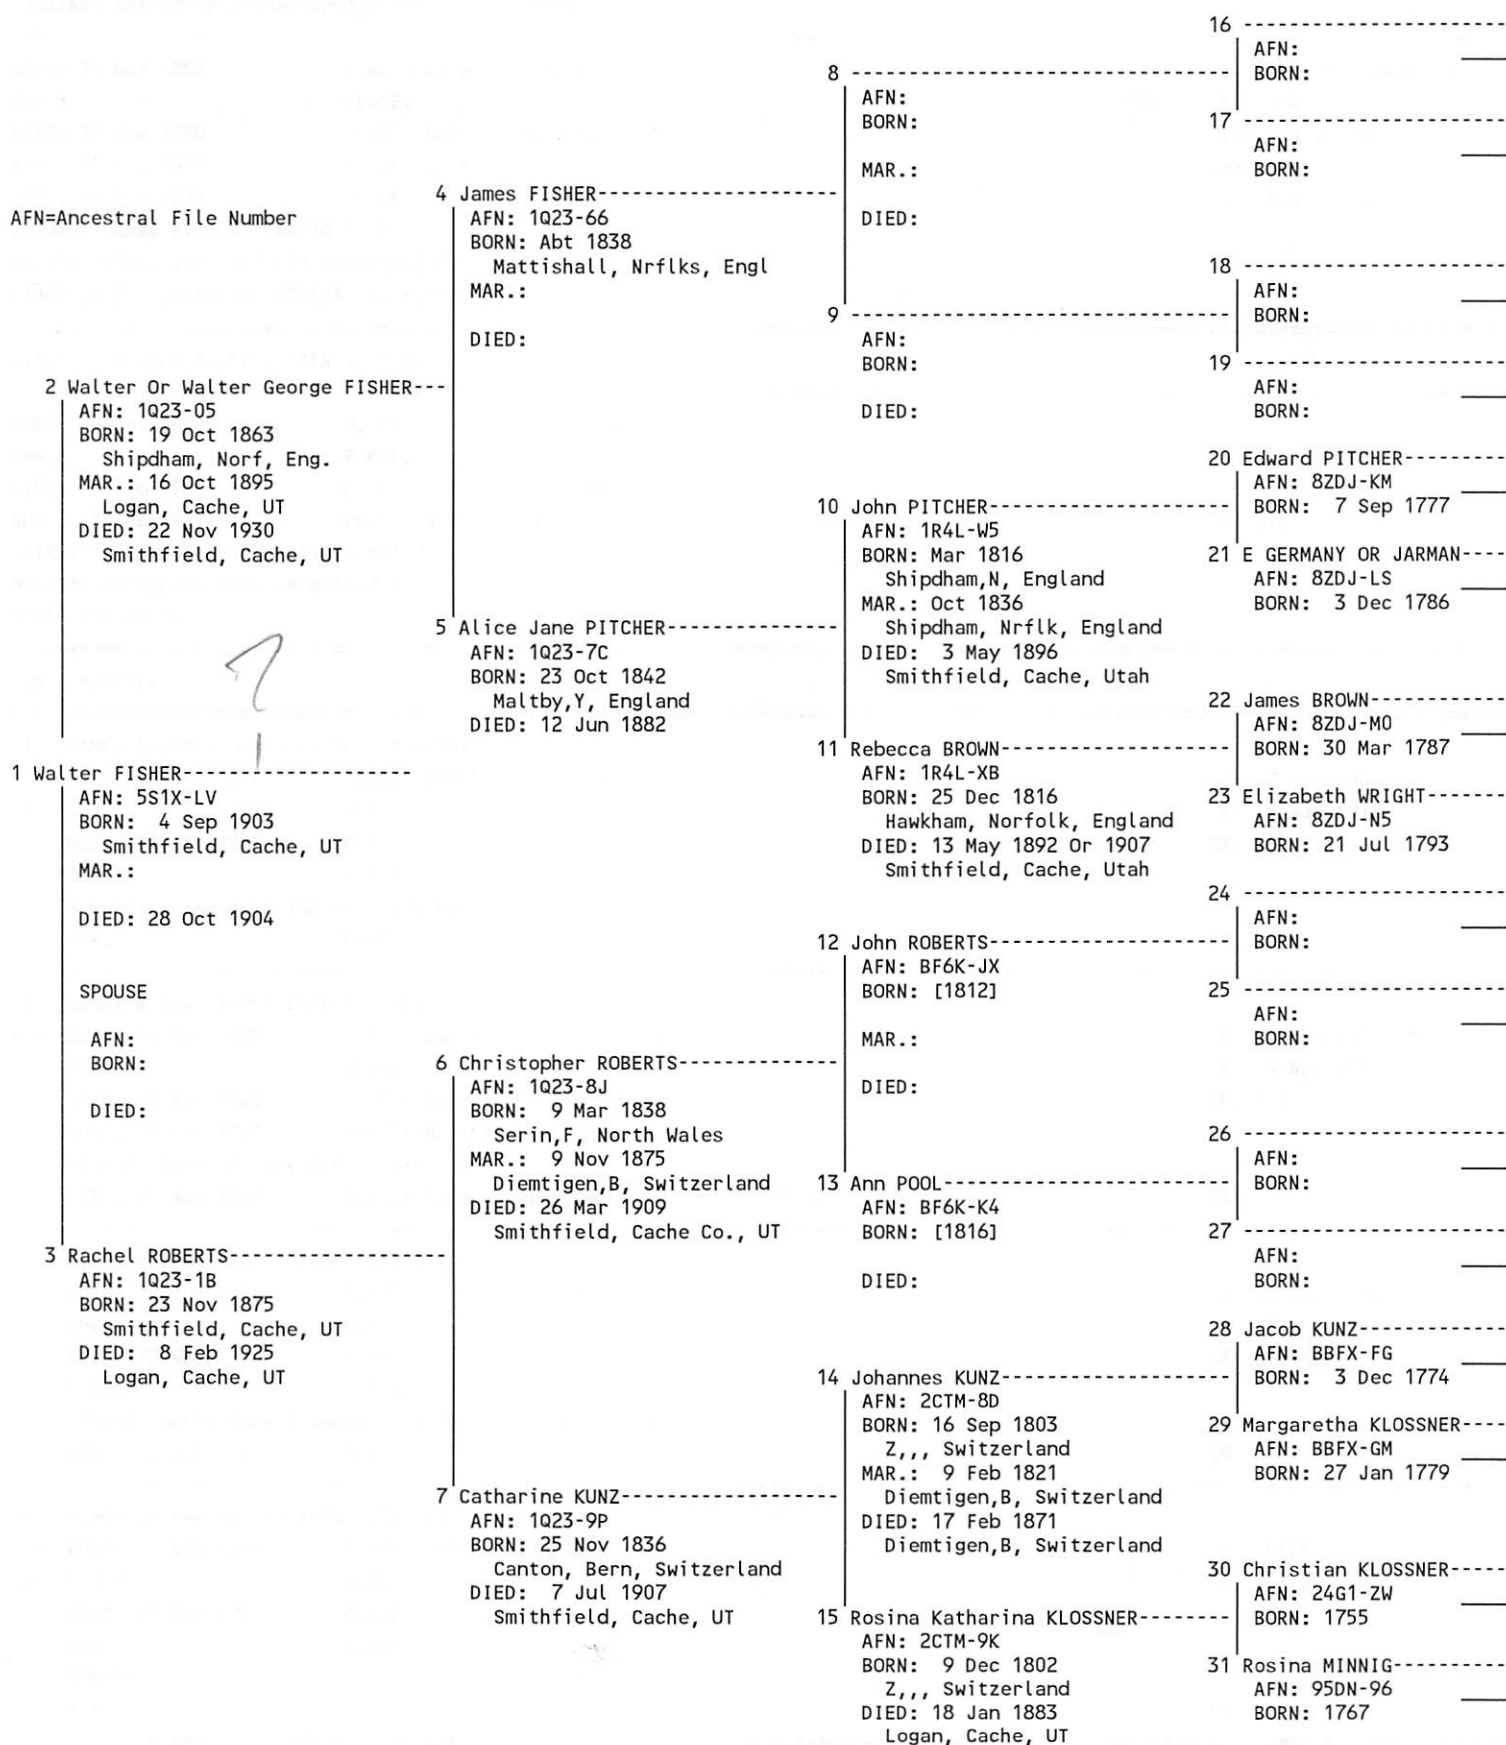 AFN=Ancestral File Number
1 Walter FISHER-------------------
AFN: 5S1X-LV
BORN:  4 Sep 1903
Smithfield, Cache, UT
MAR.:
DIED: 28 Oct 1904
SPOUSE
AFN:
BORN:
DIED:
2 Walter Or Walter George FISHER---
AFN: 1Q23-05
BORN: 19 Oct 1863
Shipdham, Norf, Eng.
MAR.: 16 Oct 1895
Logan, Cache, UT
DIED: 22 Nov 1930
Smithfield, Cache, UT
?
3 Rachel ROBERTS------------------
AFN: 1Q23-1B
BORN: 23 Nov 1875
Smithfield, Cache, UT
DIED:  8 Feb 1925
Logan, Cache, UT
4 James FISHER--------------------
AFN: 1Q23-66
BORN: Abt 1838
Mattishall, Nrflks, Engl
MAR.:
DIED:
5 Alice Jane PITCHER--------------
AFN: 1Q23-7C
BORN: 23 Oct 1842
Maltby,Y, England
DIED: 12 Jun 1882
6 Christopher ROBERTS-------------
AFN: 1Q23-8J
BORN:  9 Mar 1838
Serin,F, North Wales
MAR.:  9 Nov 1875
Diemtigen,B, Switzerland
DIED: 26 Mar 1909
Smithfield, Cache Co., UT
7 Catharine KUNZ------------------
AFN: 1Q23-9P
BORN: 25 Nov 1836
Canton, Bern, Switzerland
DIED:  7 Jul 1907
Smithfield, Cache, UT
8 --------------------------------
AFN:
BORN:
MAR.:
DIED:
9 --------------------------------
AFN:
BORN:
DIED:
10 John PITCHER--------------------
AFN: 1R4L-W5
BORN: Mar 1816
Shipdham,N, England
MAR.: Oct 1836
Shipdham, Nrflk, England
DIED:  3 May 1896
Smithfield, Cache, Utah
11 Rebecca BROWN-------------------
AFN: 1R4L-XB
BORN: 25 Dec 1816
Hawkham, Norfolk, England
DIED: 13 May 1892 Or 1907
Smithfield, Cache, Utah
12 John ROBERTS--------------------
AFN: BF6K-JX
BORN: [1812]
MAR.:
DIED:
13 Ann POOL------------------------
AFN: BF6K-K4
BORN: [1816]
DIED:
14 Johannes KUNZ-------------------
AFN: 2CTM-8D
BORN: 16 Sep 1803
Z,,, Switzerland
MAR.:  9 Feb 1821
Diemtigen,B, Switzerland
DIED: 17 Feb 1871
Diemtigen,B, Switzerland
15 Rosina Katharina KLOSSNER-------
AFN: 2CTM-9K
BORN:  9 Dec 1802
Z,,, Switzerland
DIED: 18 Jan 1883
Logan, Cache, UT
16 ----------------------
AFN:
BORN:
17 ----------------------
AFN:
BORN:
18 ----------------------
AFN:
BORN:
19 ----------------------
AFN:
BORN:
20 Edward PITCHER--------
AFN: 8ZDJ-KM
BORN:  7 Sep 1777
21 E GERMANY OR JARMAN----
AFN: 8ZDJ-LS
BORN:  3 Dec 1786
22 James BROWN-----------
AFN: 8ZDJ-M0
BORN: 30 Mar 1787
23 Elizabeth WRIGHT-------
AFN: 8ZDJ-N5
BORN: 21 Jul 1793
24 ----------------------
AFN:
BORN:
25 ----------------------
AFN:
BORN:
26 ----------------------
AFN:
BORN:
27 ----------------------
AFN:
BORN:
28 Jacob KUNZ------------
AFN: BBFX-FG
BORN:  3 Dec 1774
29 Margaretha KLOSSNER----
AFN: BBFX-GM
BORN: 27 Jan 1779
30 Christian KLOSSNER-----
AFN: 24G1-ZW
BORN: 1755
31 Rosina MINNIG----------
AFN: 95DN-96
BORN: 1767